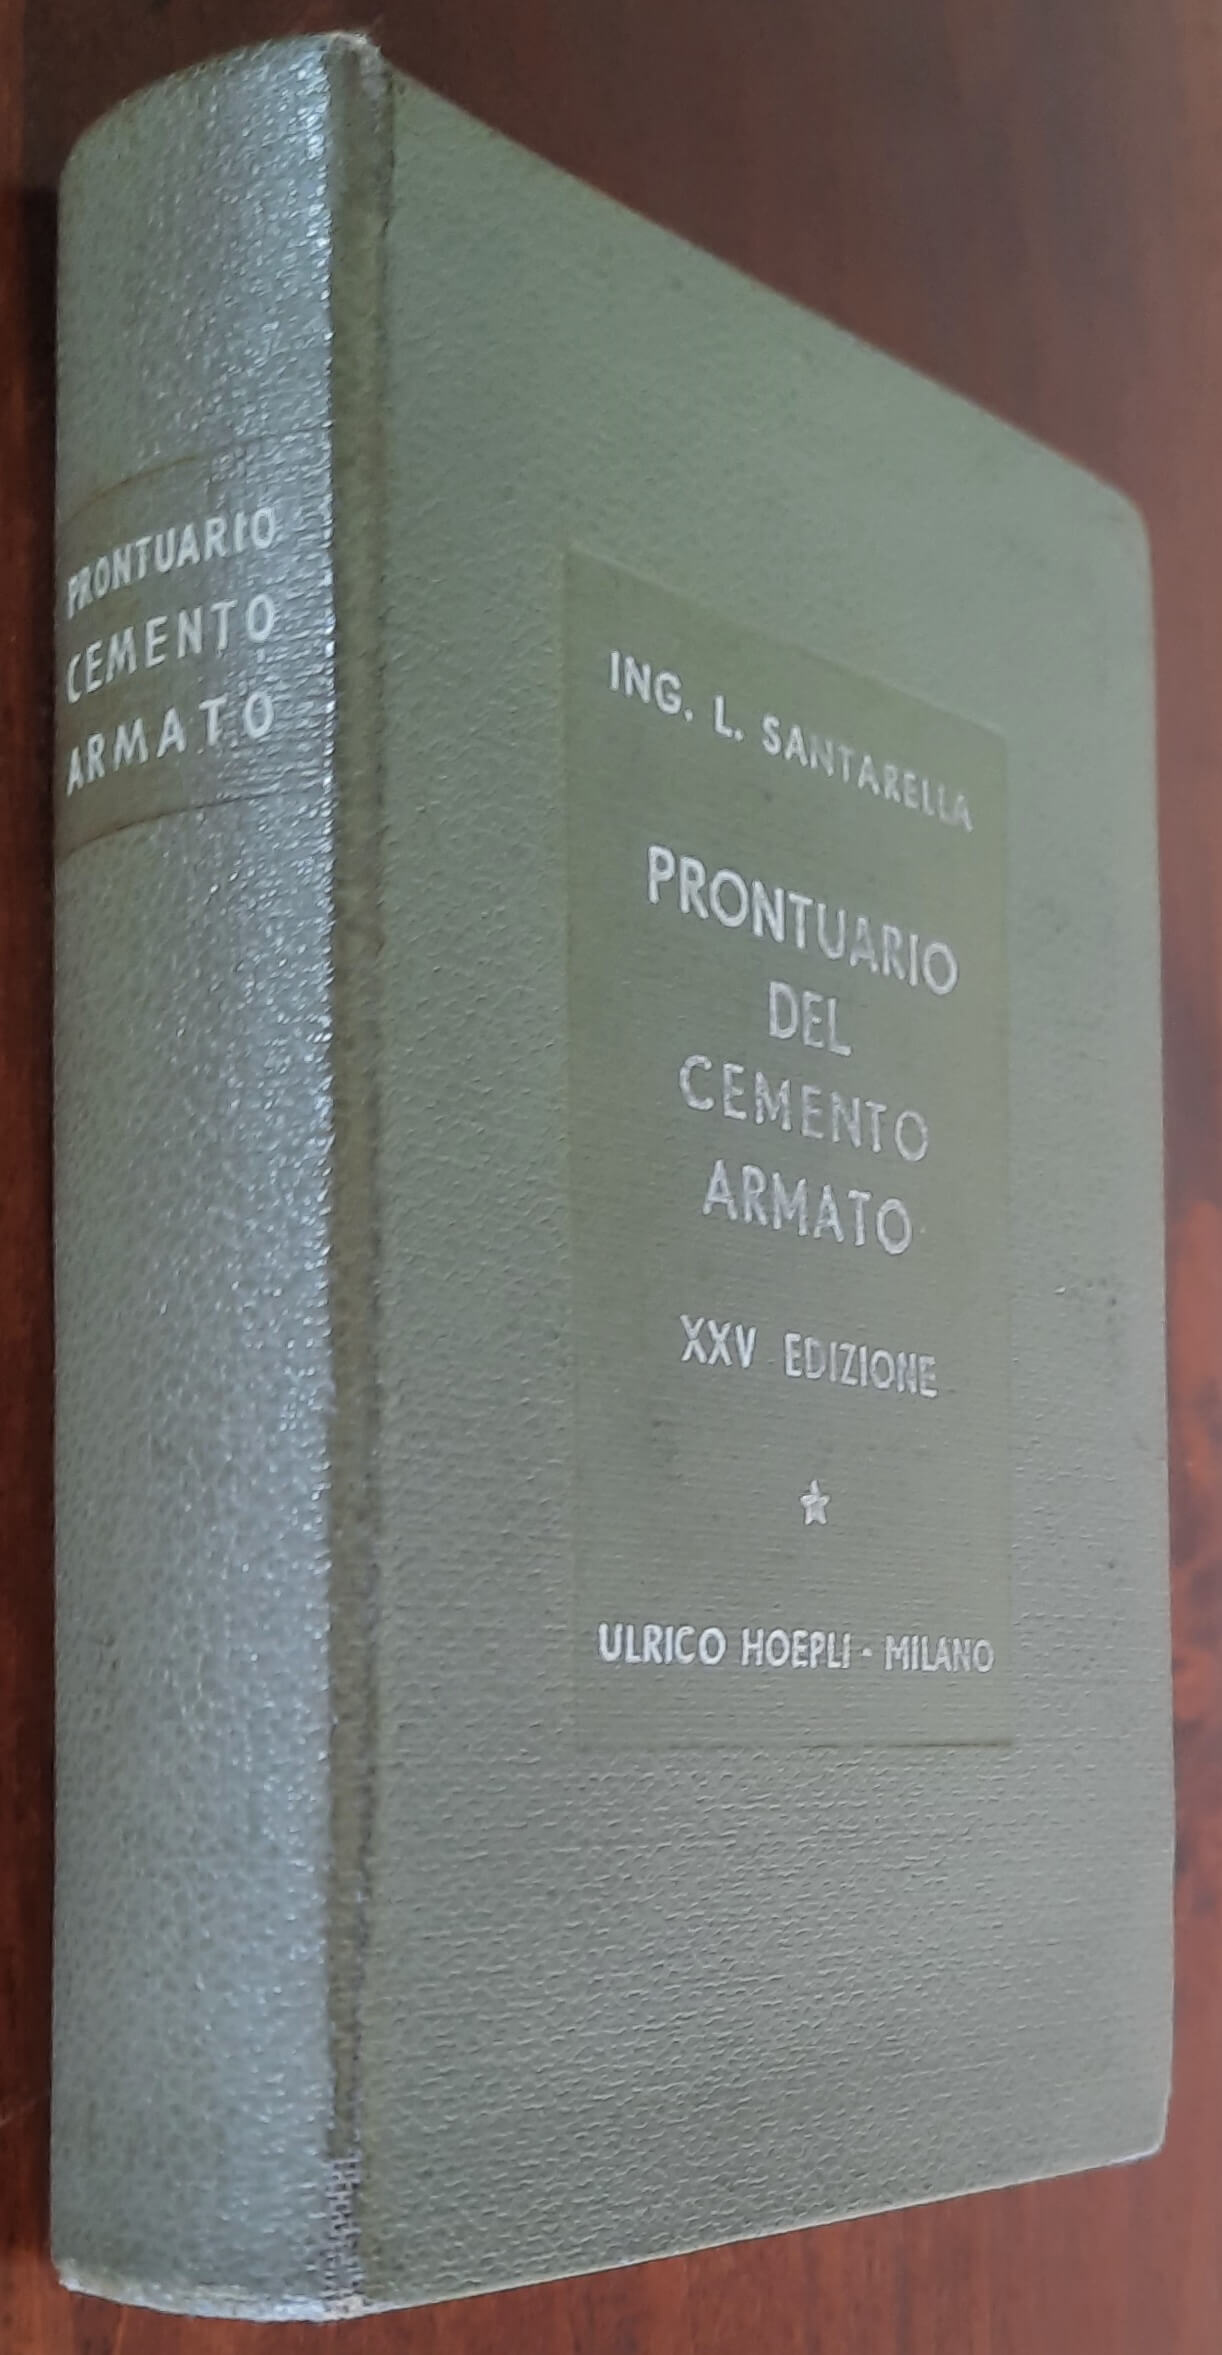 PRONTUARIO
CEMENTO
ARMATO
ING. L. SANTARELLA
PRONTUARIO
DEL
CEMENTO
ARMATO
XXV EDIZIONE
ULRICO HOEPLI - MILANO